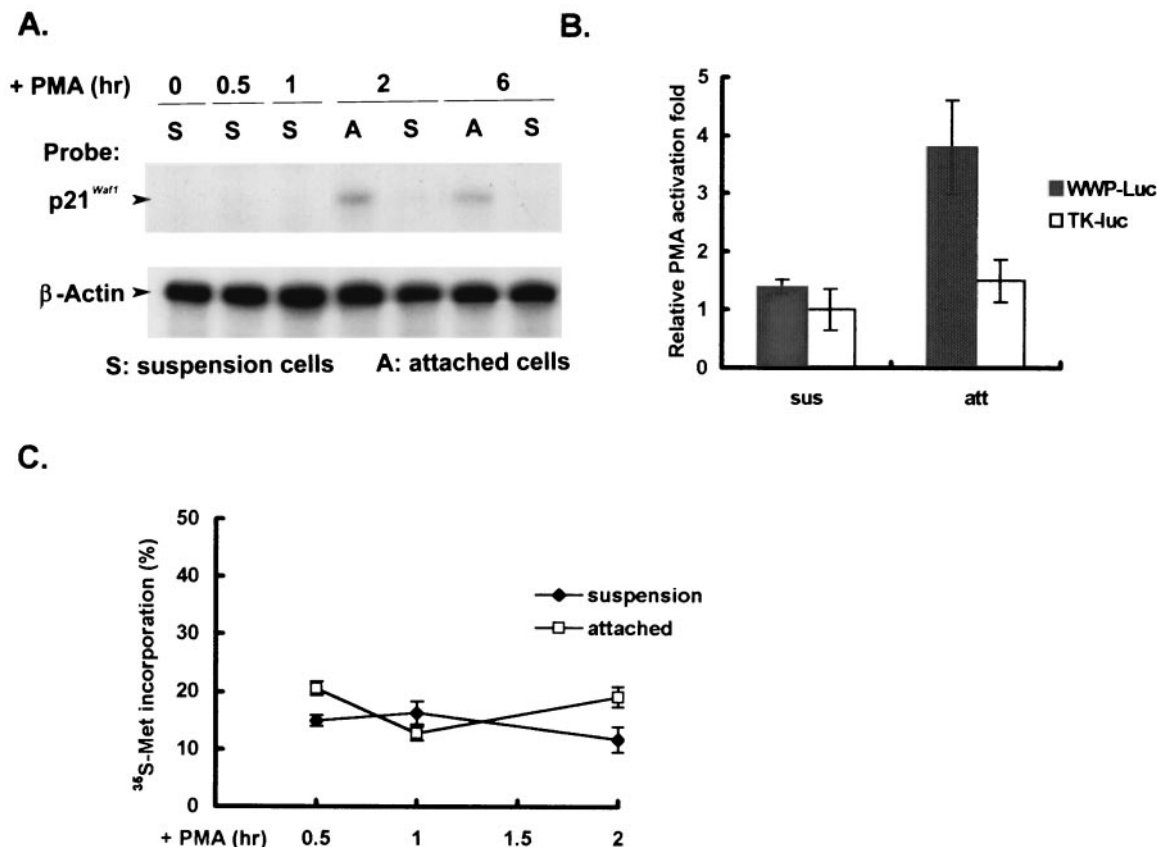 A.
+ PMA (hr) 0 0.5 1 2 6
S S S A S A S
Probe:
p21 Waf1
β-Actin
S: suspension cells A: attached cells
B.
Relative PMA activation fold
5
4
3
2
1
0
sus att
WWP-Luc
TK-luc
C.
35S-Met incorporation (%)
50
40
30
20
10
0
suspension
attached
+ PMA (hr) 0.5 1 1.5 2